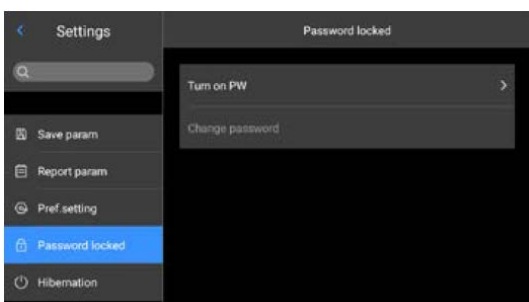 Settings
Password locked
Turn on PW
Change password
Save param
Report param
Pref.setting
Password locked
Hibernation